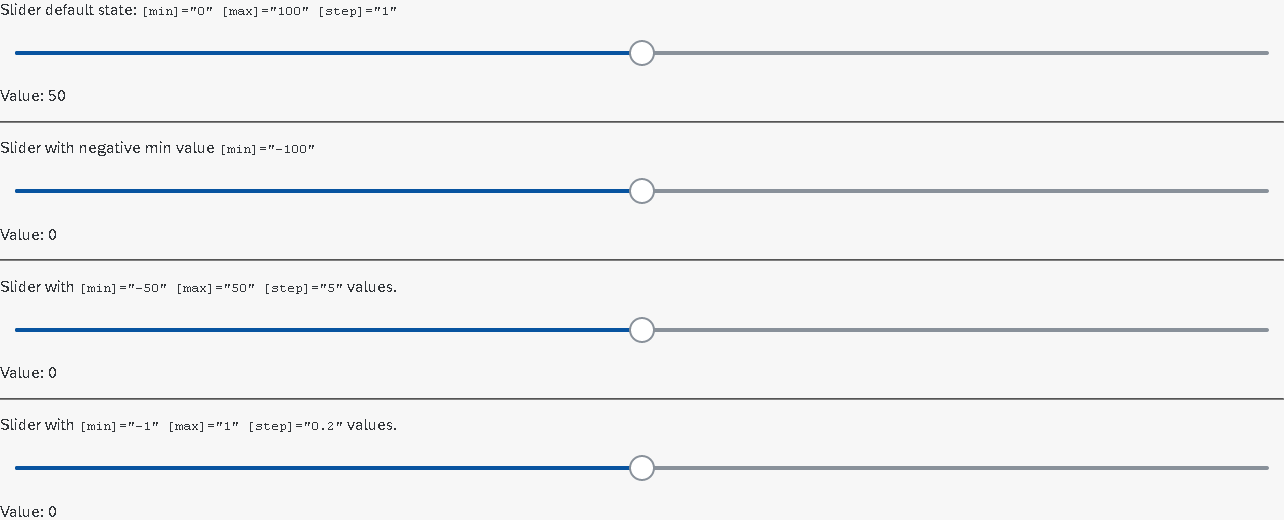 Slider default state: [min]="0" [max]="100" [step]="1"
Value: 50
Slider with negative min value [min]="-100"
Value: 0
Slider with [min]="-50" [max]="50" [step]="5" values.
Value: 0
Slider with [min]="-1" [max]="1" [step]="0.2" values.
Value: 0